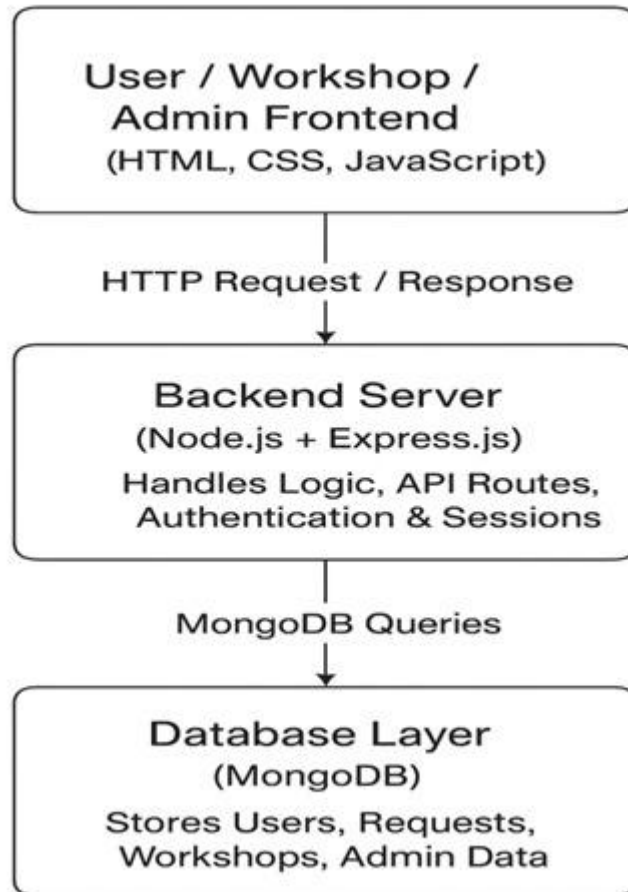 User / Workshop /
Admin Frontend
(HTML, CSS, JavaScript)
HTTP Request / Response
Backend Server
(Node.js + Express.js)
Handles Logic, API Routes,
Authentication & Sessions
MongoDB Queries
Database Layer
(MongoDB)
Stores Users, Requests,
Workshops, Admin Data